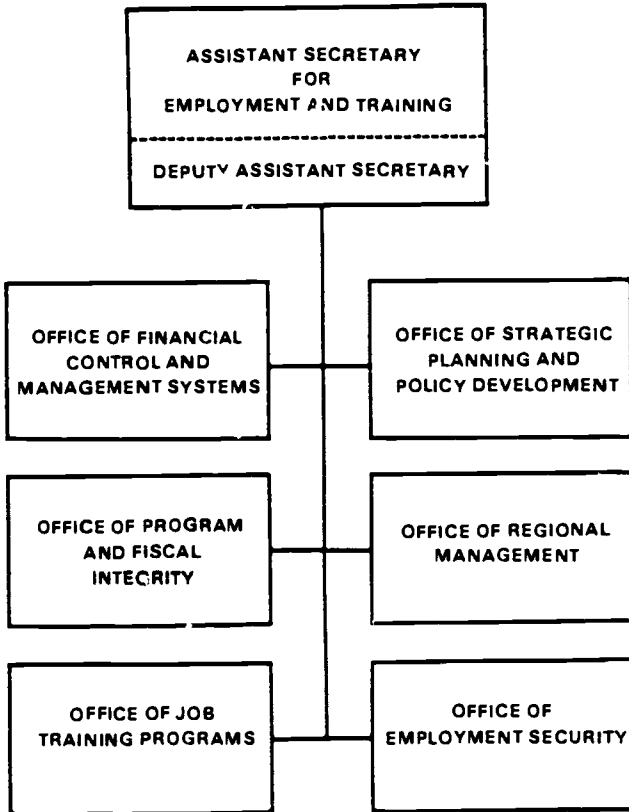 ASSISTANT SECRETARY
FOR
EMPLOYMENT AND TRAINING
DEPUTY ASSISTANT SECRETARY
OFFICE OF FINANCIAL
CONTROL AND
MANAGEMENT SYSTEMS
OFFICE OF STRATEGIC
PLANNING AND
POLICY DEVELOPMENT
OFFICE OF PROGRAM
AND FISCAL
INTEGRITY
OFFICE OF REGIONAL
MANAGEMENT
OFFICE OF JOB
TRAINING PROGRAMS
OFFICE OF
EMPLOYMENT SECURITY